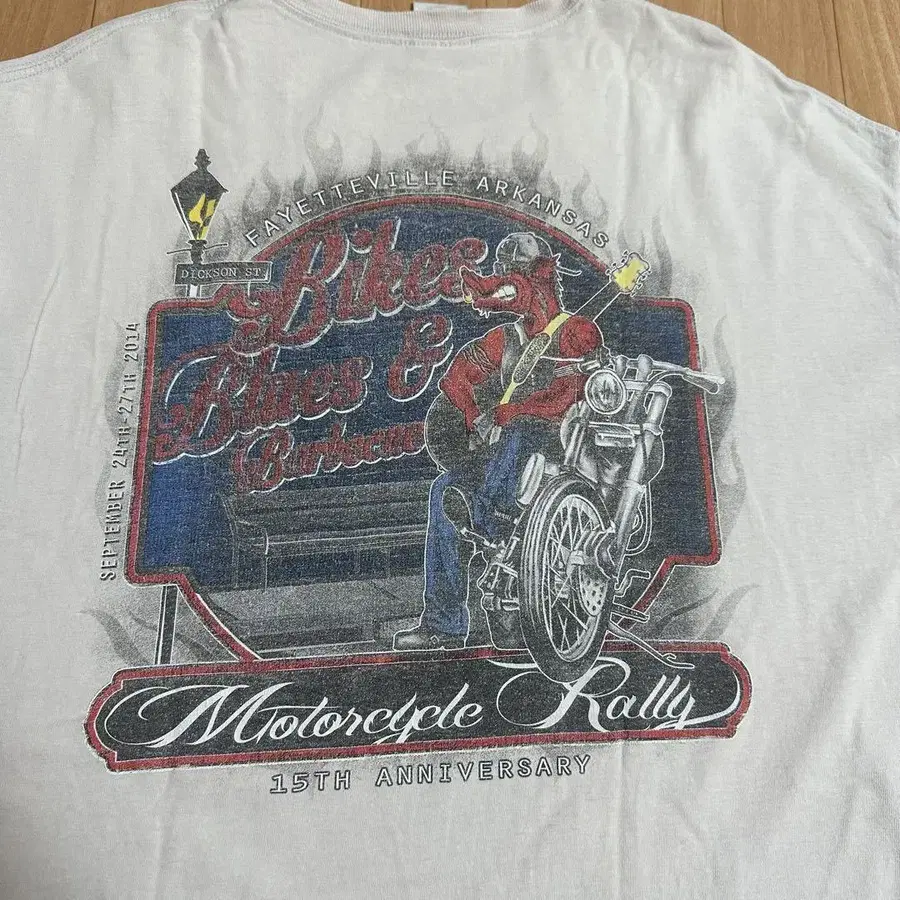 FAYETTEVILLE ARKANSAS
DICKSON ST
Bikes
Blues &
Barbecue
SEPTEMBER 24TH-27TH 2014
Motorcycle Rally
15TH ANNIVERSARY